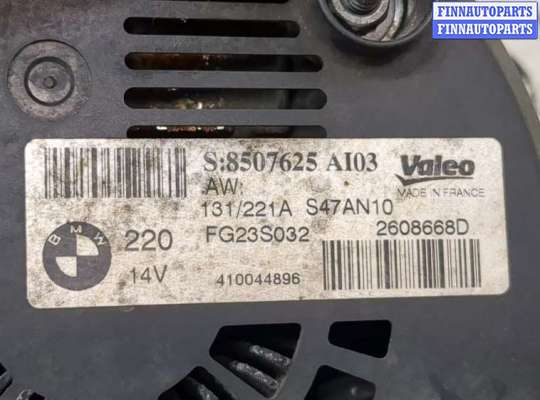 FINNAUTOPARTS
FINNAUTOPARTS
S:8507625 AI03 Valeo
AW: MADE IN FRANCE
131/221A S47AN10
BMW 220 FG23S032 2608668D
14V 410044896